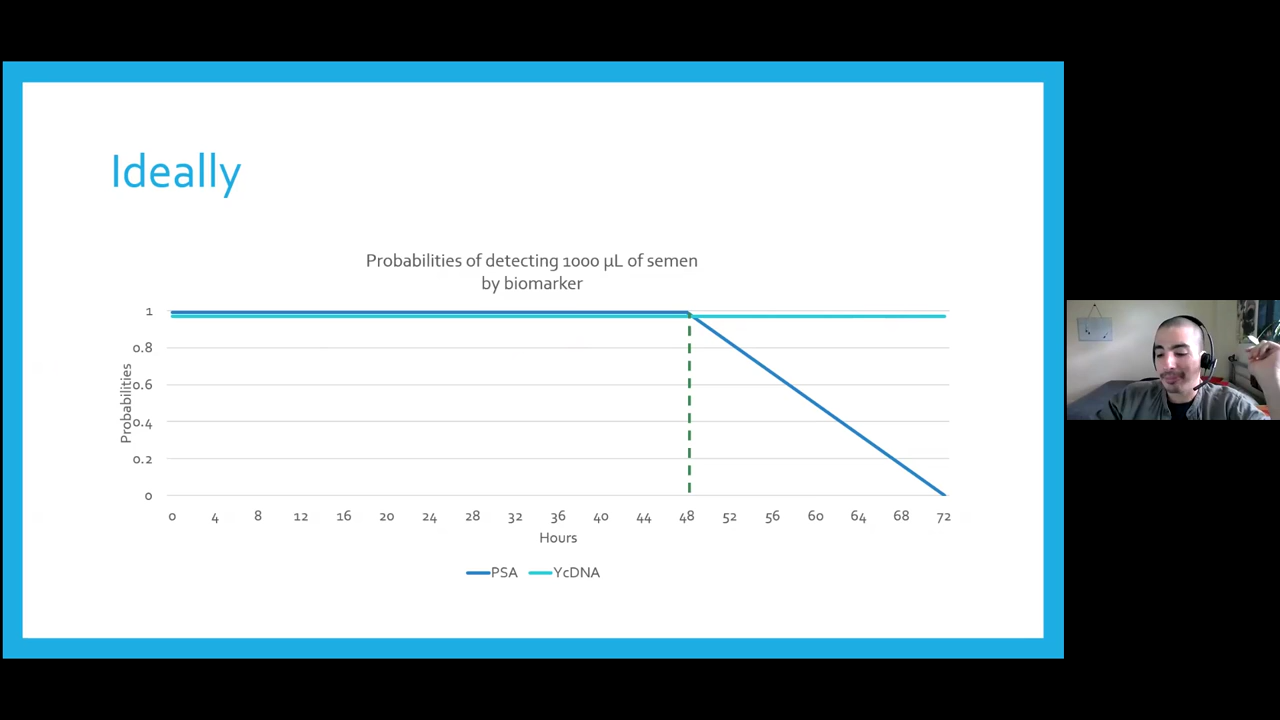 Ideally
Probabilities of detecting 1000 µL of semen
by biomarker
Probabilities
1
0.8
0.6
0.4
0.2
0
0 4 8 12 16 20 24 28 32 36 40 44 48 52 56 60 64 68 72
Hours
PSA YcDNA